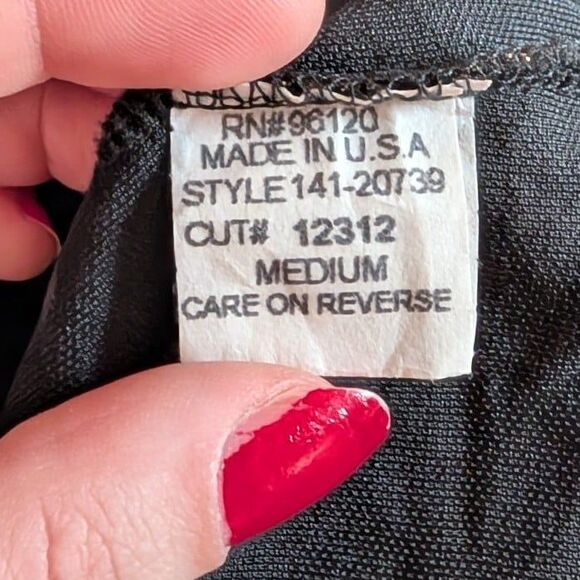 RN#96120
MADE IN U.S.A
STYLE 141-20739
CUT# 12312
MEDIUM
CARE ON REVERSE